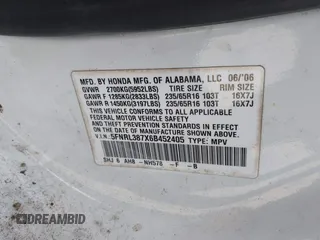 MFD. BY HONDA MFG. OF ALABAMA, LLC 06/'06
GVWR 2700KG(5952LBS) TIRE SIZE RIM SIZE
GAWR F 1285KG(2833LBS) 235/65R16 103T 16X7J
GAWR R 1450KG(3197LBS) 235/65R16 103T 16X7J
THIS VEHICLE CONFORMS TO ALL APPLICABLE
FEDERAL MOTOR VEHICLE SAFETY AND
THEFT PREVENTION STANDARDS IN EFFECT ON
THE DATE OF MANUFACTURE SHOWN ABOVE.
V.I.N.: 5FNRL387X6B452405 TYPE: MPV
SHJ 6 AH8 - NH578 -F -B